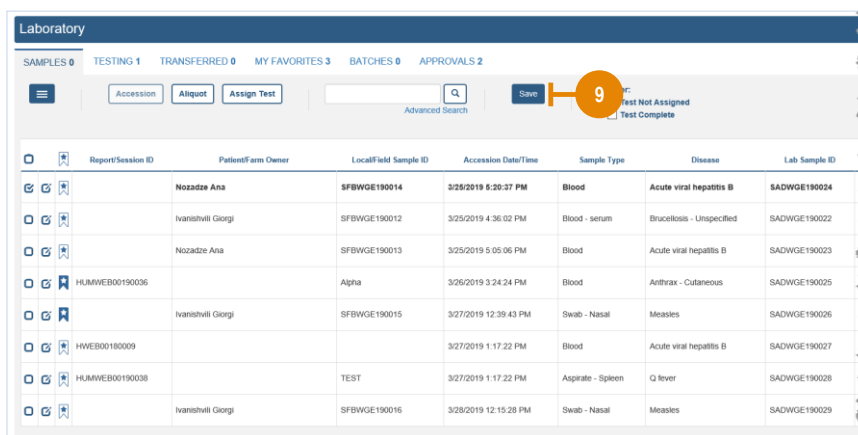 Laboratory
SAMPLES 0 TESTING 1 TRANSFERRED 0 MY FAVORITES 3 BATCHES 0 APPROVALS 2
Accession Aliquot Assign Test Save 9
Test Not Assigned
Advanced Search Test Complete
Report/Session ID Patient/Farm Owner Local/Field Sample ID Accession Date/Time Sample Type Disease Lab Sample ID
Nozadze Ana SFBWGE190014 3/25/2019 5:20:37 PM Blood Acute viral hepatitis B SADWGE190024
Ivanishvili Giorgi SFBWGE190012 3/25/2019 4:36:02 PM Blood - serum Brucellosis - Unspecified SADWGE190022
Nozadze Ana SFBWGE190013 3/25/2019 5:05:06 PM Blood Acute viral hepatitis B SADWGE190023
HUMWEB00190036 Alpha 3/26/2019 3:24:24 PM Blood Anthrax - Cutaneous SADWGE190025
Ivanishvili Giorgi SFBWGE190015 3/27/2019 12:39:43 PM Swab - Nasal Measles SADWGE190026
HWEB00180009 3/27/2019 1:17:22 PM Blood Acute viral hepatitis B SADWGE190027
HUMWEB00190038 TEST 3/27/2019 1:17:22 PM Aspirate - Spleen Q fever SADWGE190028
Ivanishvili Giorgi SFBWGE190016 3/28/2019 12:15:28 PM Swab - Nasal Measles SADWGE190029